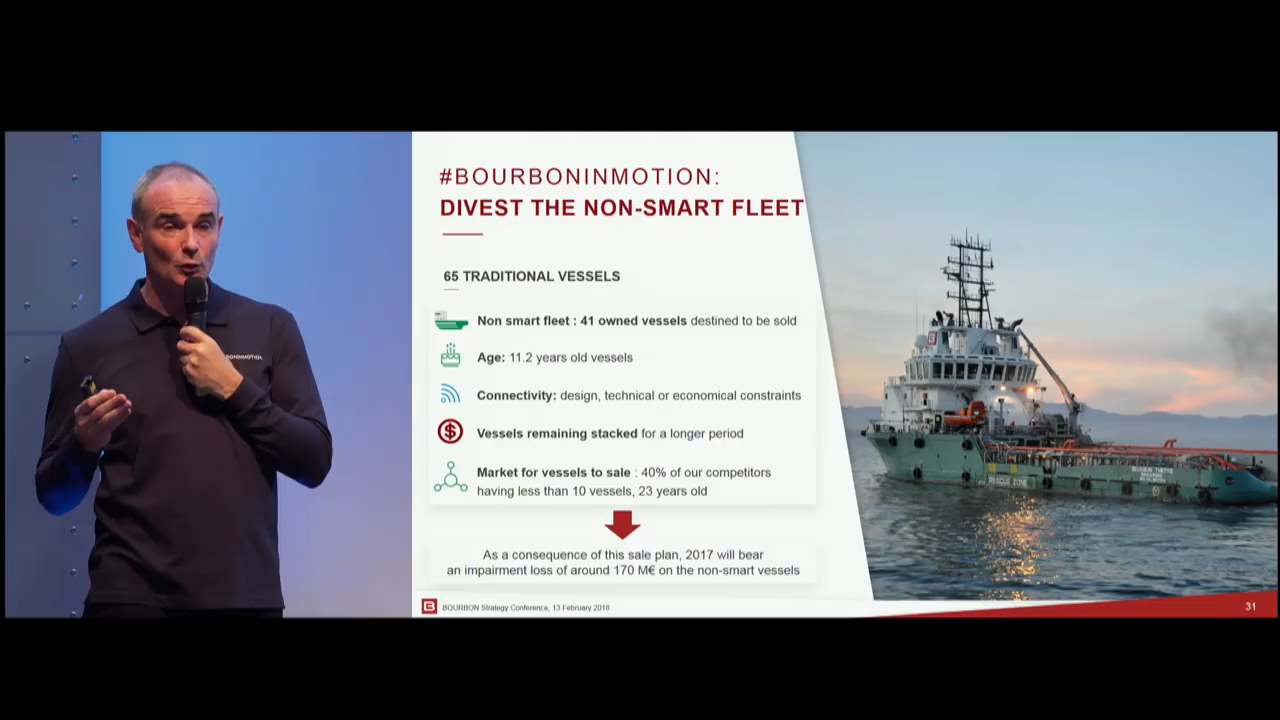 #BOURBONINMOTION:
DIVEST THE NON-SMART FLEET
65 TRADITIONAL VESSELS
Non smart fleet : 41 owned vessels destined to be sold
Age: 11.2 years old vessels
Connectivity: design, technical or economical constraints
Vessels remaining stacked for a longer period
Market for vessels to sale : 40% of our competitors
having less than 10 vessels, 23 years old
As a consequence of this sale plan, 2017 will bear
an impairment loss of around 170 M€ on the non-smart vessels
BOURBON Strategy Conference, 13 February 2018
31
RESCUE ZONE